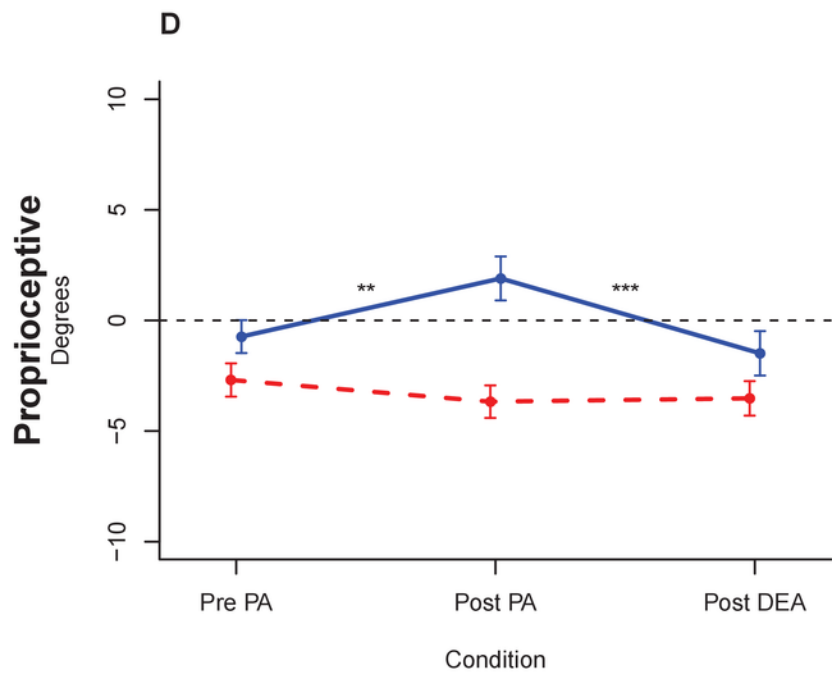 D
Proprioceptive
Degrees
10
5
0
−5
−10
**
***
Pre PA
Post PA
Post DEA
Condition